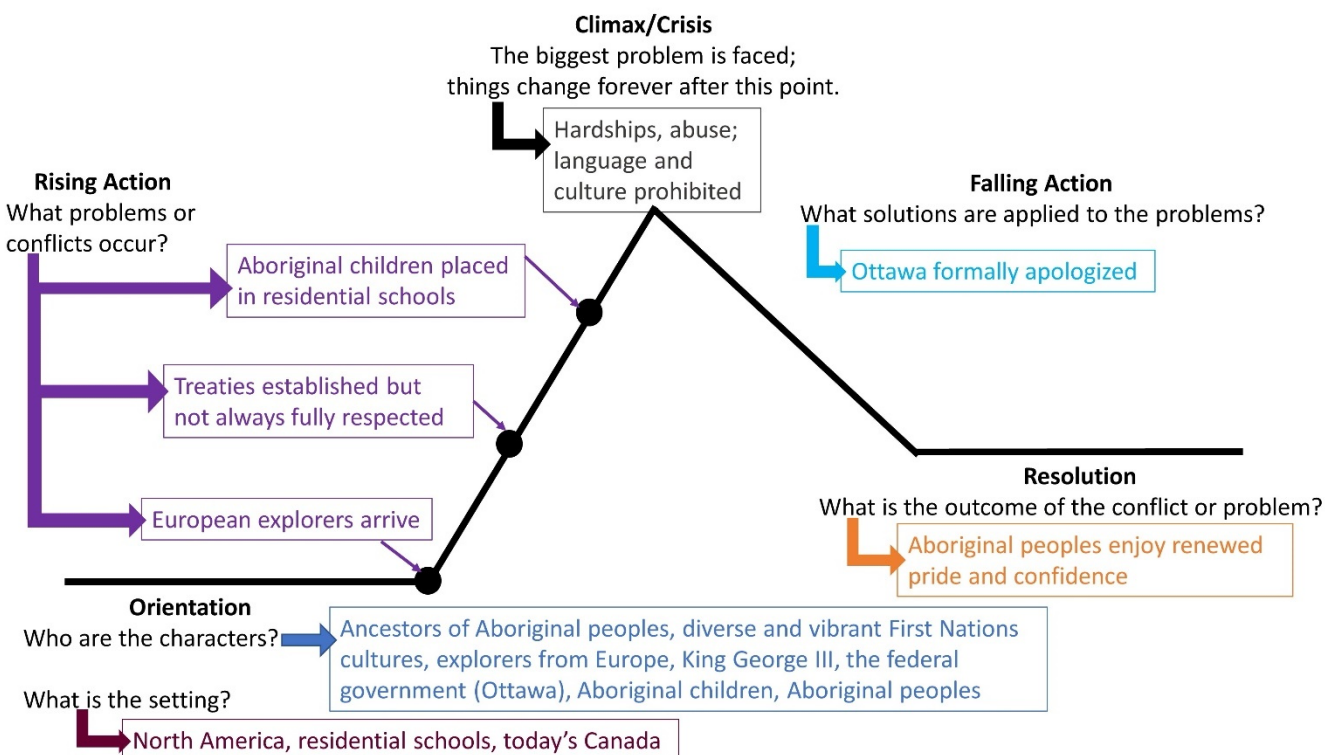 Climax/Crisis
The biggest problem is faced;
things change forever after this point.
Hardships, abuse;
language and
culture prohibited
Rising Action
What problems or
conflicts occur?
Aboriginal children placed
in residential schools
Treaties established but
not always fully respected
European explorers arrive
Falling Action
What solutions are applied to the problems?
Ottawa formally apologized
Resolution
What is the outcome of the conflict or problem?
Aboriginal peoples enjoy renewed
pride and confidence
Orientation
Who are the characters?
Ancestors of Aboriginal peoples, diverse and vibrant First Nations
cultures, explorers from Europe, King George III, the federal
government (Ottawa), Aboriginal children, Aboriginal peoples
What is the setting?
North America, residential schools, today's Canada